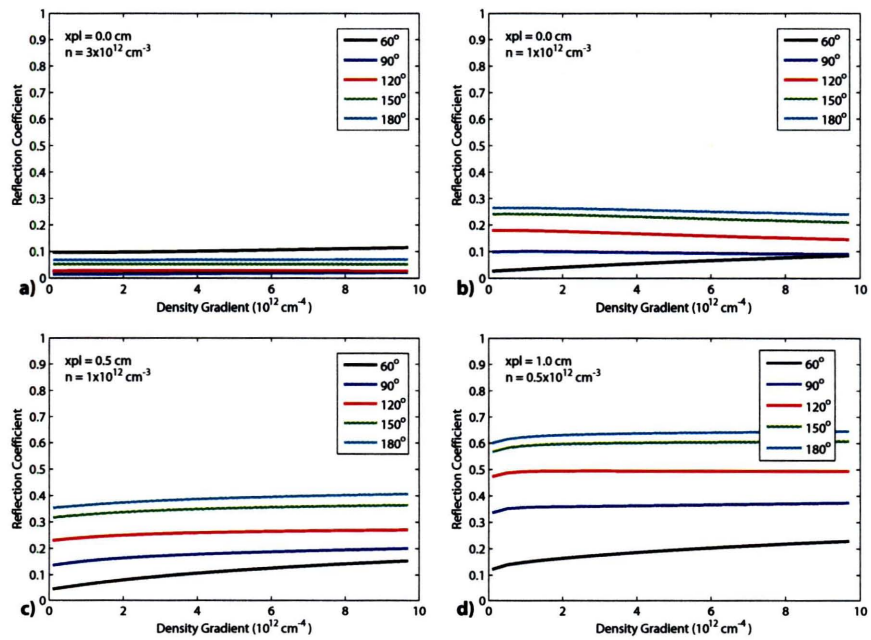 xpl = 0.0 cm
n = 3x10¹² cm⁻³
60°
90°
120°
150°
180°
1
0.9
0.8
0.7
0.6
0.5
0.4
0.3
0.2
0.1
0
Reflection Coefficient
0 2 4 6 8 10
Density Gradient (10¹² cm⁻⁴)
a)
xpl = 0.0 cm
n = 1x10¹² cm⁻³
60°
90°
120°
150°
180°
1
0.9
0.8
0.7
0.6
0.5
0.4
0.3
0.2
0.1
0
Reflection Coefficient
0 2 4 6 8 10
Density Gradient (10¹² cm⁻⁴)
b)
xpl = 0.5 cm
n = 1x10¹² cm⁻³
60°
90°
120°
150°
180°
1
0.9
0.8
0.7
0.6
0.5
0.4
0.3
0.2
0.1
0
Reflection Coefficient
0 2 4 6 8 10
Density Gradient (10¹² cm⁻⁴)
c)
xpl = 1.0 cm
n = 0.5x10¹² cm⁻³
60°
90°
120°
150°
180°
1
0.9
0.8
0.7
0.6
0.5
0.4
0.3
0.2
0.1
0
Reflection Coefficient
0 2 4 6 8 10
Density Gradient (10¹² cm⁻⁴)
d)